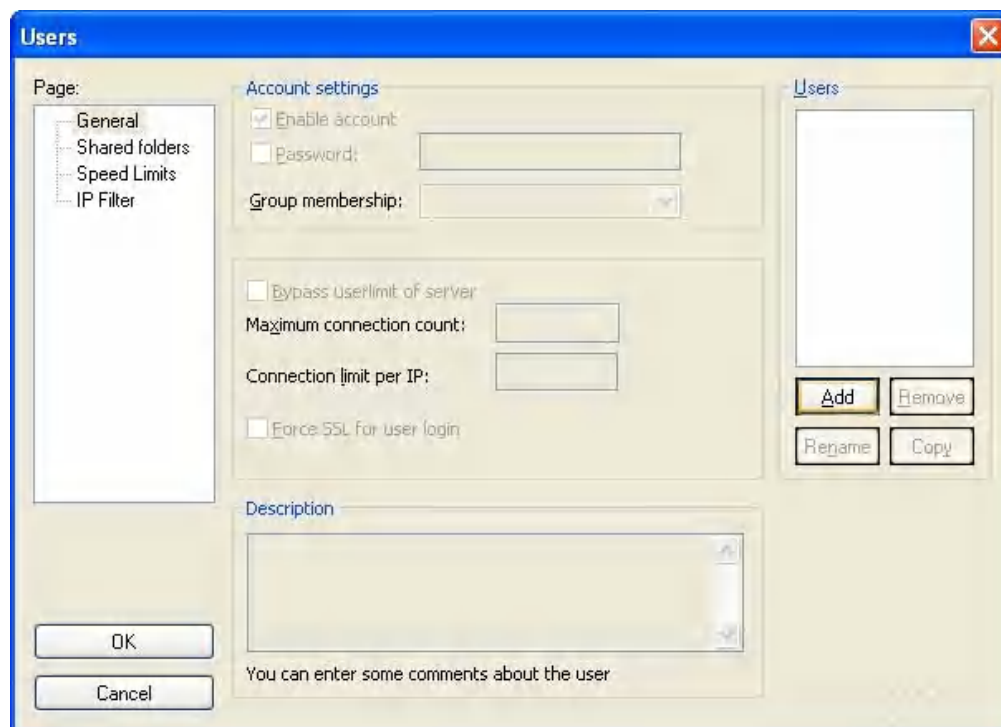 Users
Page:
General
Shared folders
Speed Limits
IP Filter
OK
Cancel
Account settings
Enable account
Password:
Group membership:
Bypass userlimit of server
Maximum connection count:
Connection limit per IP:
Force SSL for user login
Description
You can enter some comments about the user
Users
Add Remove
Rename Copy